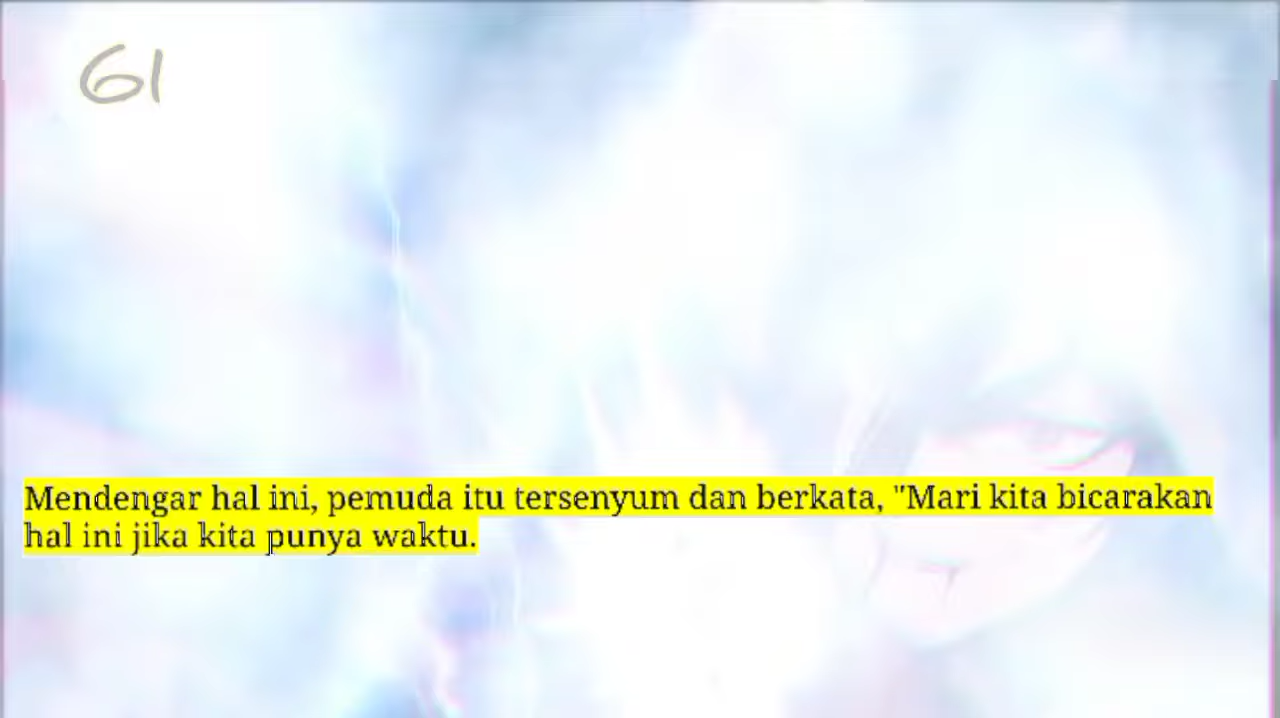 61
Mendengar hal ini, pemuda itu tersenyum dan berkata, "Mari kita bicarakan
hal ini jika kita punya waktu.